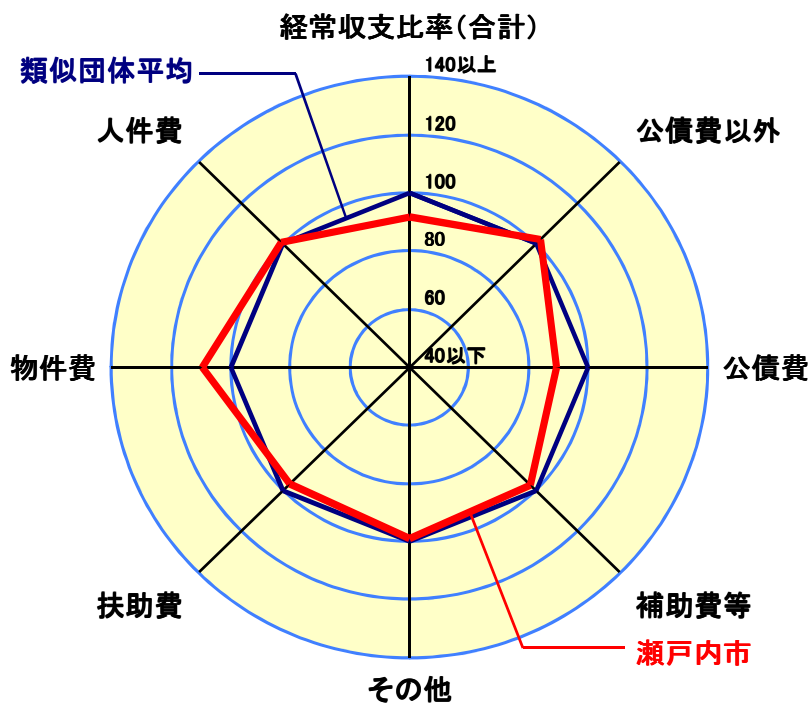 経常収支比率(合計)
140以上
類似団体平均
人件費
120
公債費以外
100
80
60
40以下
物件費
公債費
扶助費
補助費等
瀬戸内市
その他